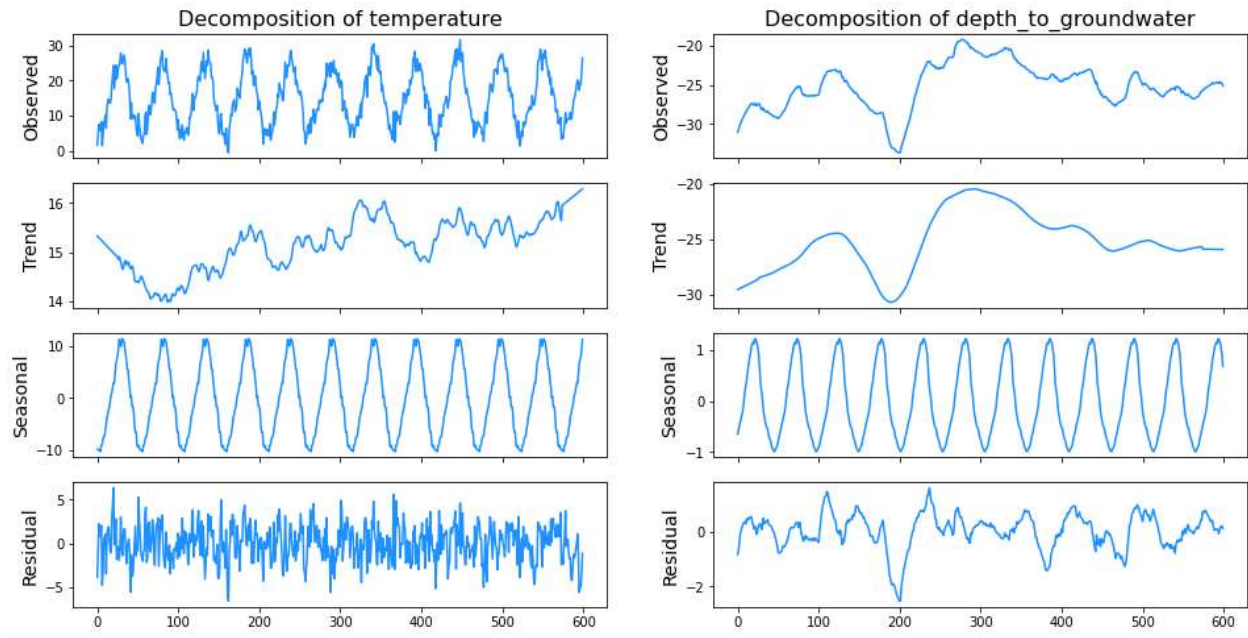 Decomposition of temperature
Observed
30
20
10
0
Trend
16
15
14
Seasonal
10
0
−10
Residual
5
0
−5
0 100 200 300 400 500 600
Decomposition of depth_to_groundwater
Observed
−20
−25
−30
Trend
−20
−25
−30
Seasonal
1
0
−1
Residual
0
−2
0 100 200 300 400 500 600